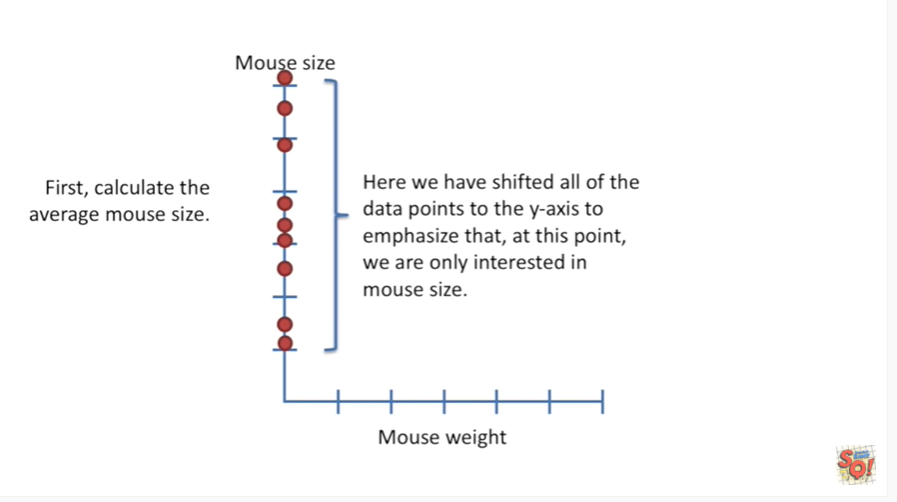 Mouse size
First, calculate the
average mouse size.
Here we have shifted all of the
data points to the y-axis to
emphasize that, at this point,
we are only interested in
mouse size.
Mouse weight
SQ!